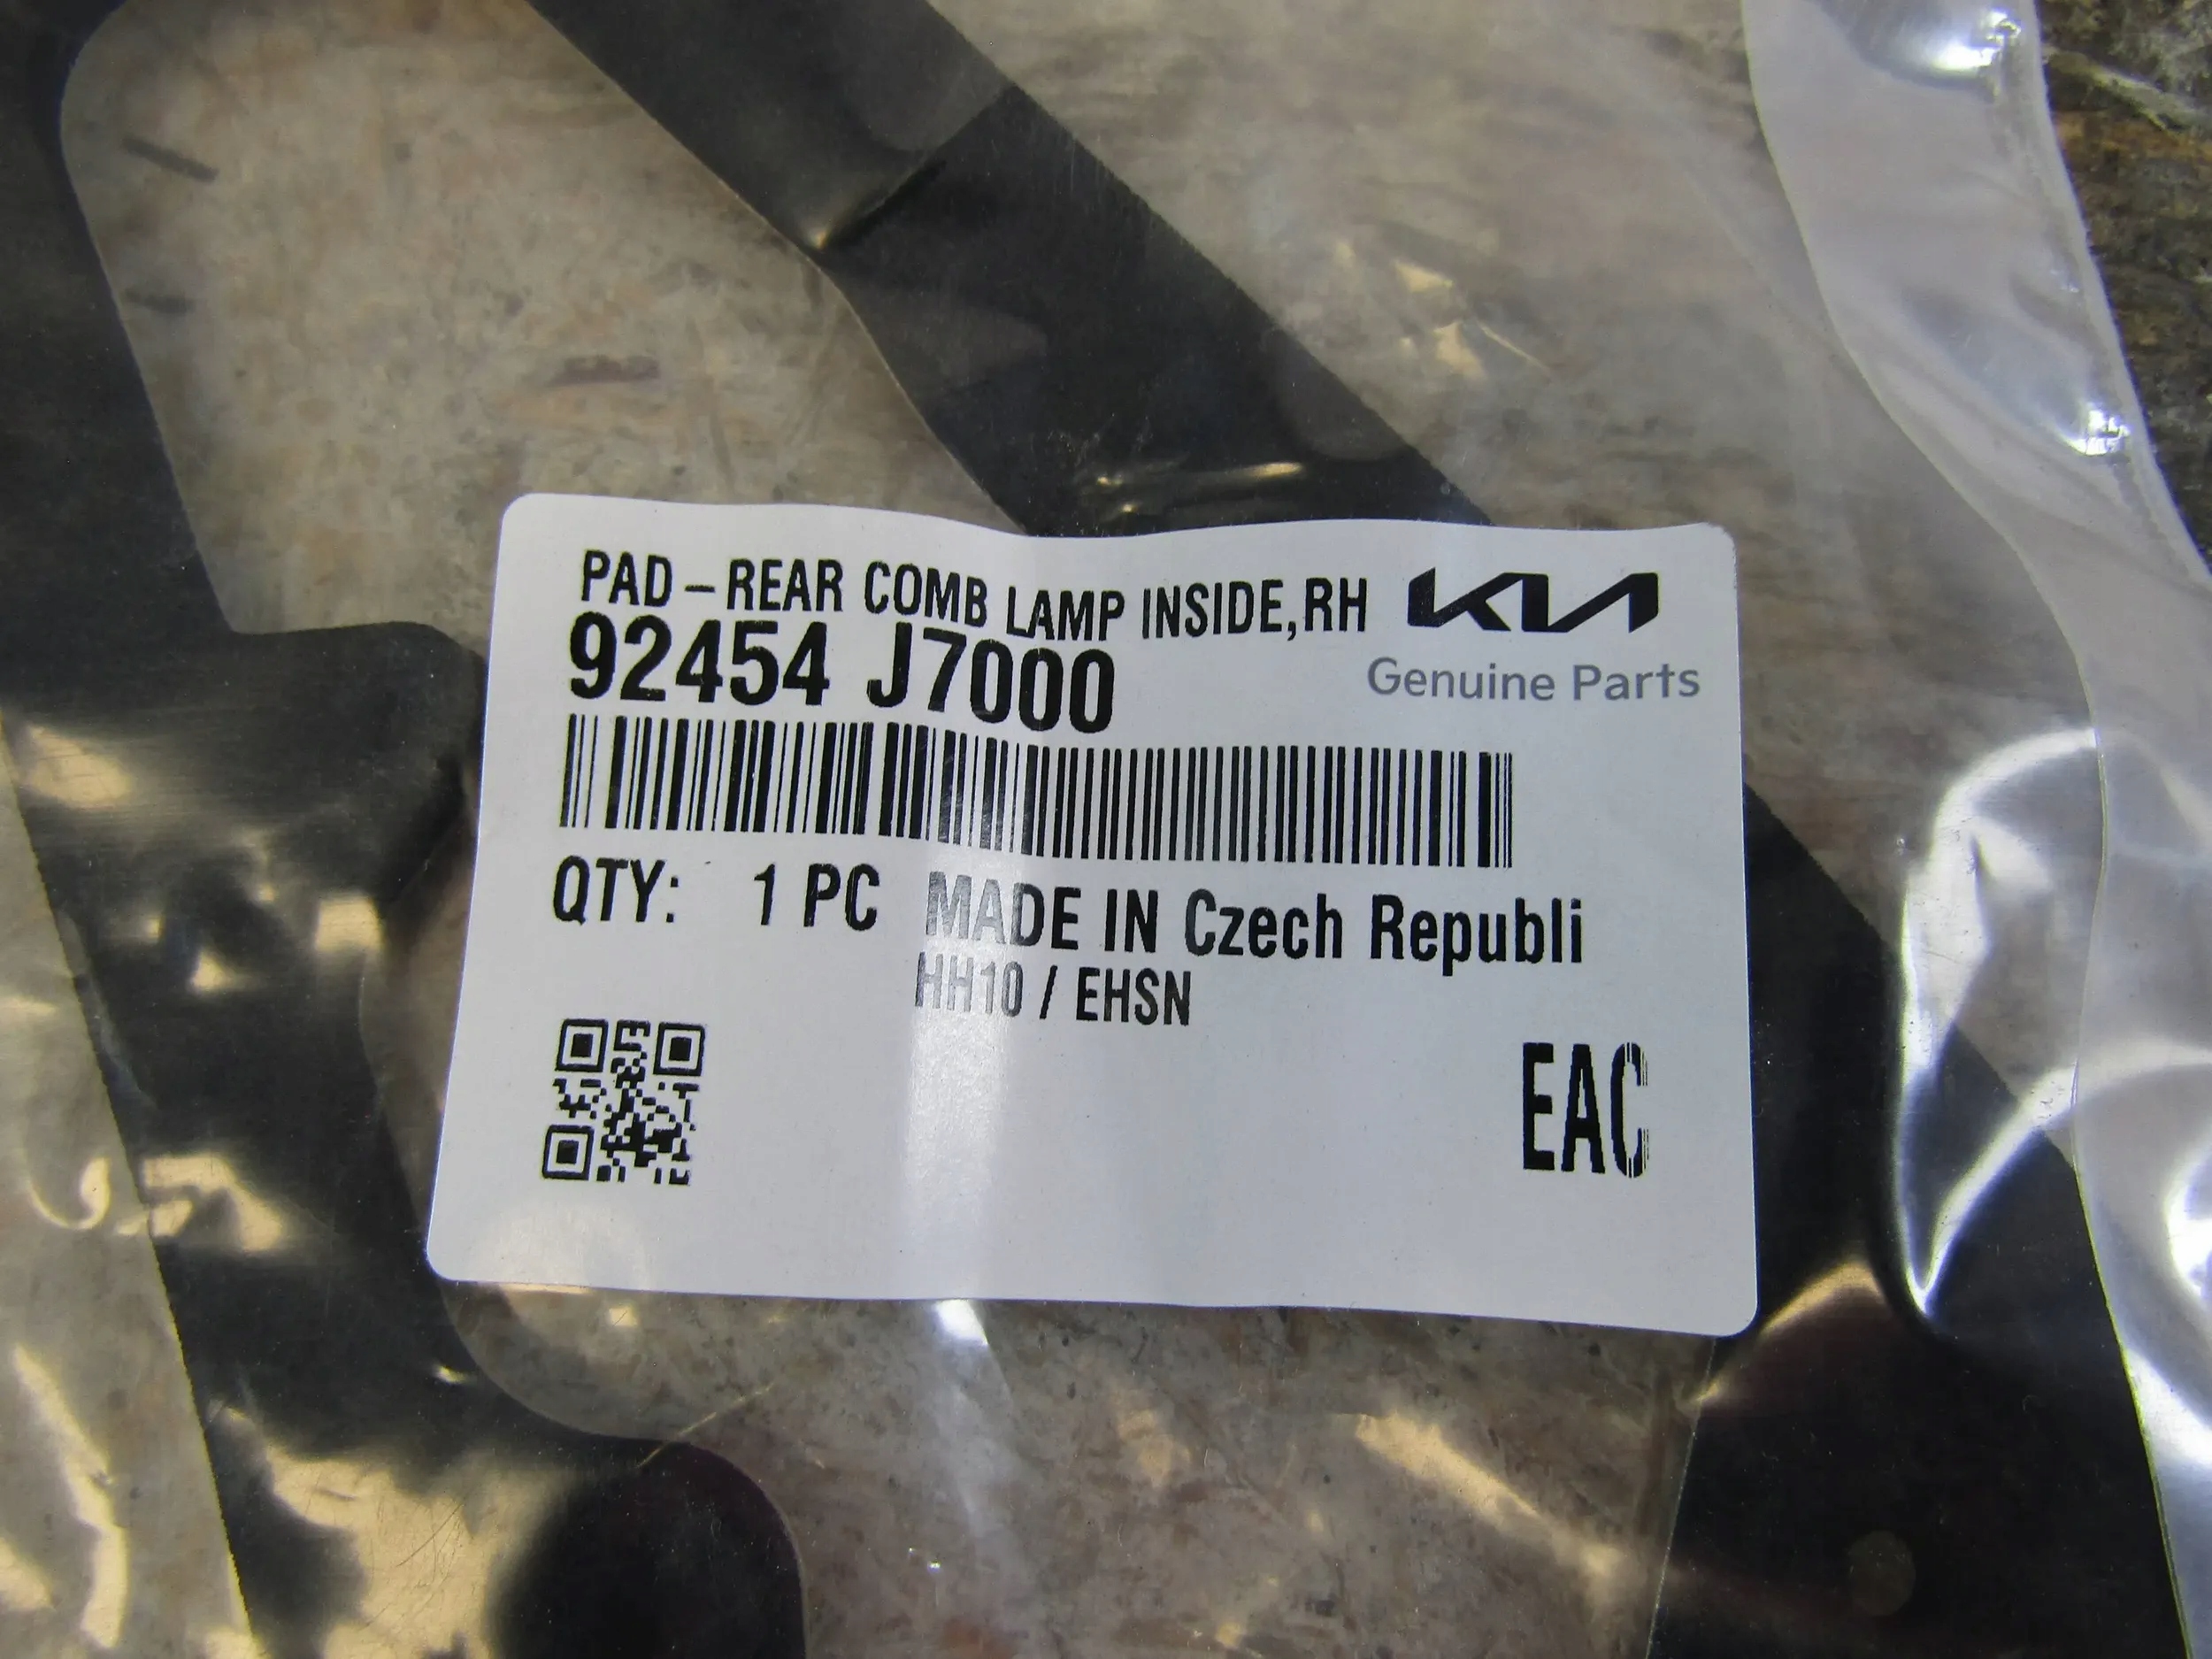 PAD-REAR COMB LAMP INSIDE,RH
KIA
92454 J7000
Genuine Parts
QTY: 1 PC MADE IN Czech Republi
HH10 / EHSN
EAC